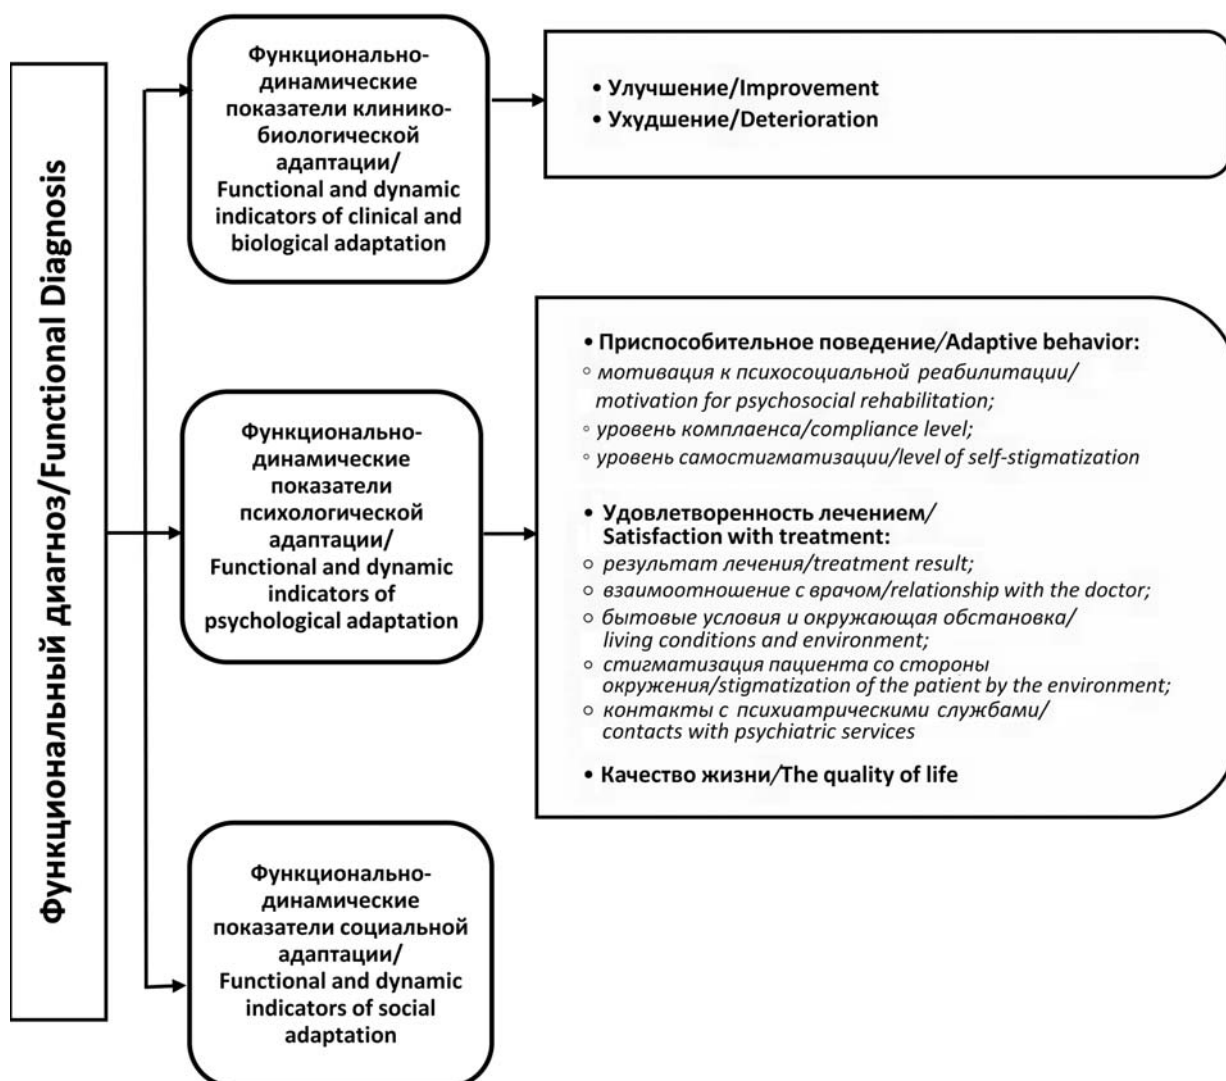 Функциональный диагноз/Functional Diagnosis
Функционально-
динамические
показатели клинико-
биологической
адаптации/
Functional and dynamic
indicators of clinical and
biological adaptation
• Улучшение/Improvement
• Ухудшение/Deterioration
Функционально-
динамические
показатели
психологической
адаптации/
Functional and dynamic
indicators of
psychological adaptation
• Приспособительное поведение/Adaptive behavior:
○ мотивация к психосоциальной реабилитации/
motivation for psychosocial rehabilitation;
○ уровень комплаенса/compliance level;
○ уровень самостигматизации/level of self-stigmatization
• Удовлетворенность лечением/
Satisfaction with treatment:
○ результат лечения/treatment result;
○ взаимоотношение с врачом/relationship with the doctor;
○ бытовые условия и окружающая обстановка/
living conditions and environment;
○ стигматизация пациента со стороны
окружения/stigmatization of the patient by the environment;
○ контакты с психиатрическими службами/
contacts with psychiatric services
• Качество жизни/The quality of life
Функционально-
динамические
показатели социальной
адаптации/
Functional and dynamic
indicators of social
adaptation